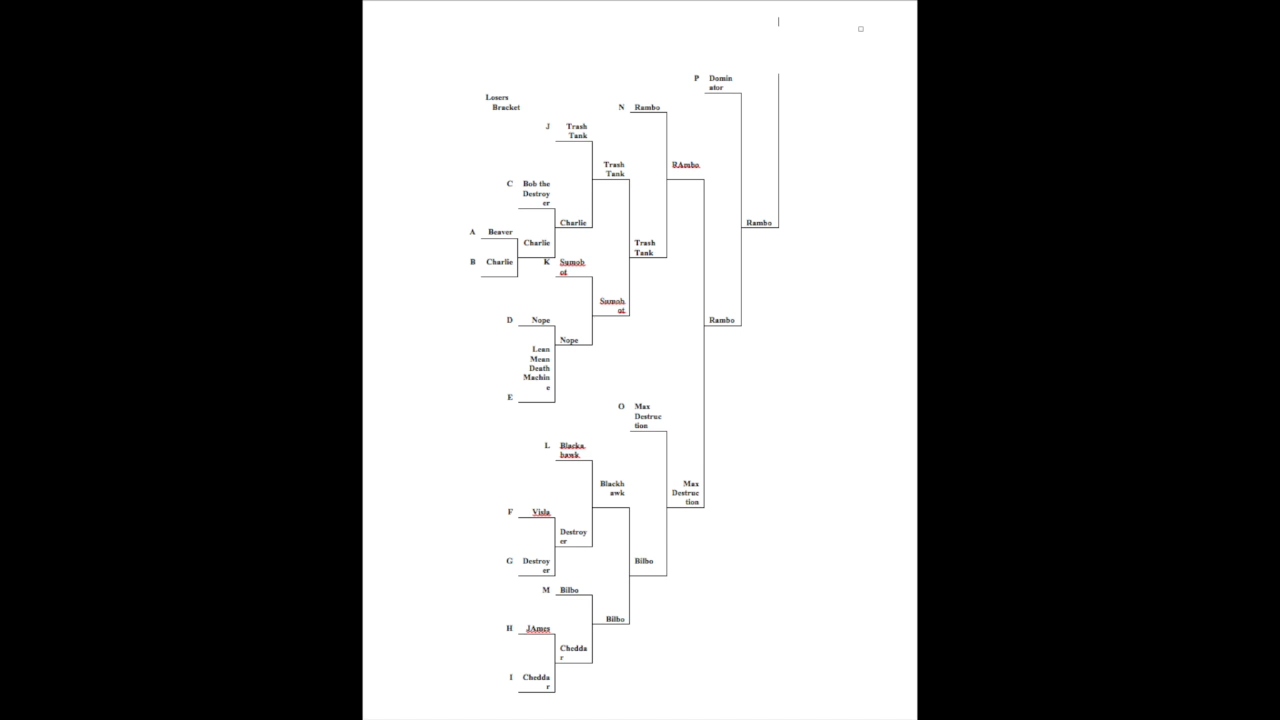 P Domin
ator
Losers
Bracket
N Rambo
J Trash
Tank
Trash
Tank
RAmbo
C Bob the
Destroy
er
Charlie
Rambo
A Beaver
Charlie
Trash
Tank
B Charlie
K Sumob
ot
Sumob
ot
D Nope
Rambo
Nope
Lean
Mean
Death
Machin
e
E
O Max
Destruc
tion
L Blacka
hawk
Blackh
awk
Max
Destruc
tion
F Visla
Destroy
er
G Destroy
er
Bilbo
M Bilbo
Bilbo
H JAmes
Chedda
r
I Chedda
r